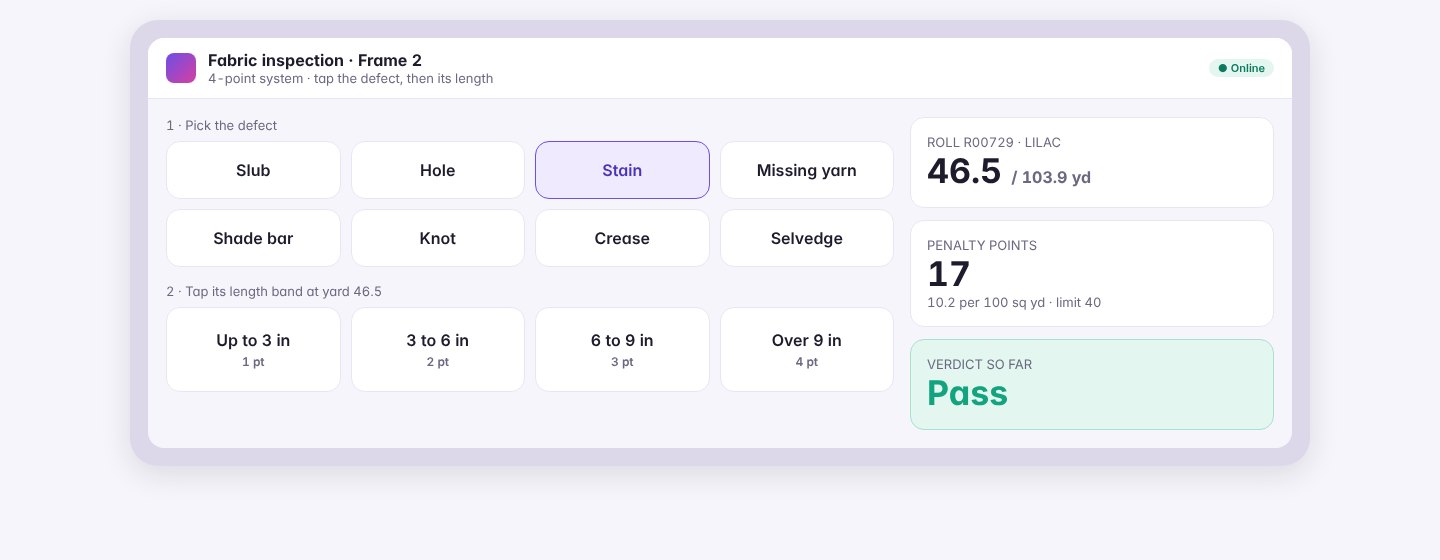 Fabric inspection · Frame 2
4-point system · tap the defect, then its length
● Online
1 · Pick the defect
Slub
Hole
Stain
Missing yarn
Shade bar
Knot
Crease
Selvedge
2 · Tap its length band at yard 46.5
Up to 3 in
1 pt
3 to 6 in
2 pt
6 to 9 in
3 pt
Over 9 in
4 pt
ROLL R00729 · LILAC
46.5 / 103.9 yd
PENALTY POINTS
17
10.2 per 100 sq yd · limit 40
VERDICT SO FAR
Pass